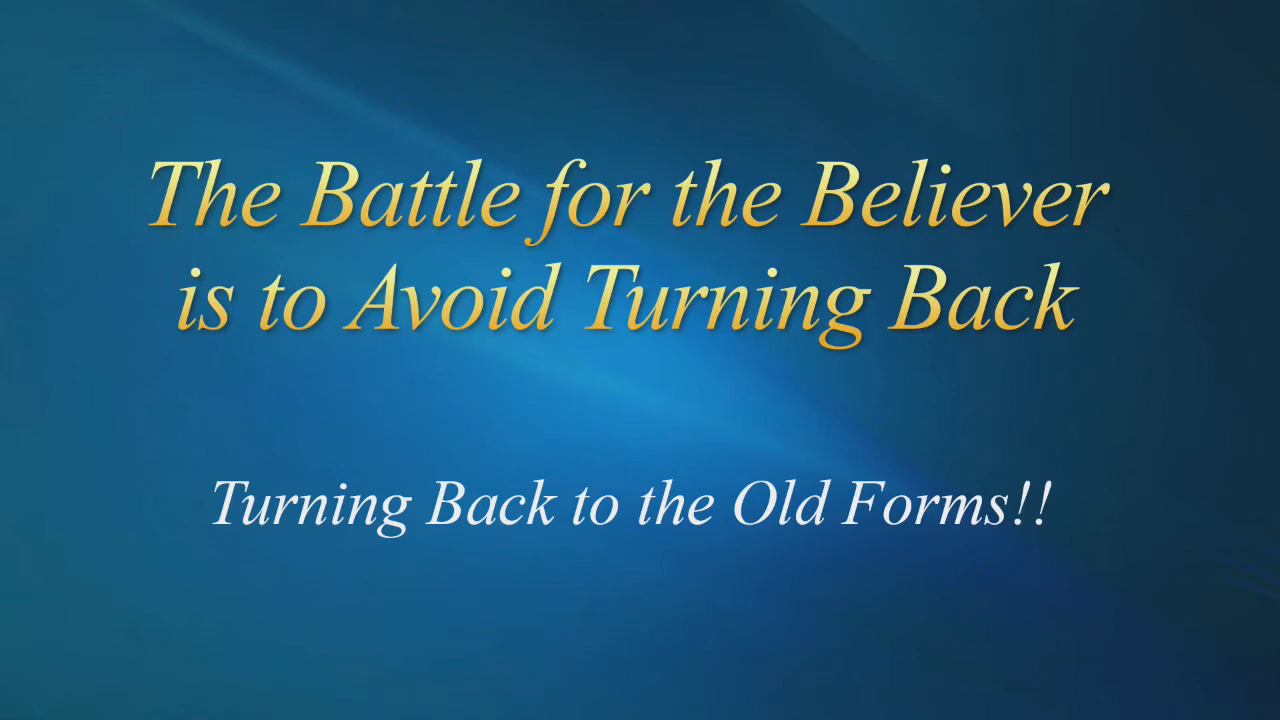 The Battle for the Believer
is to Avoid Turning Back
Turning Back to the Old Forms!!